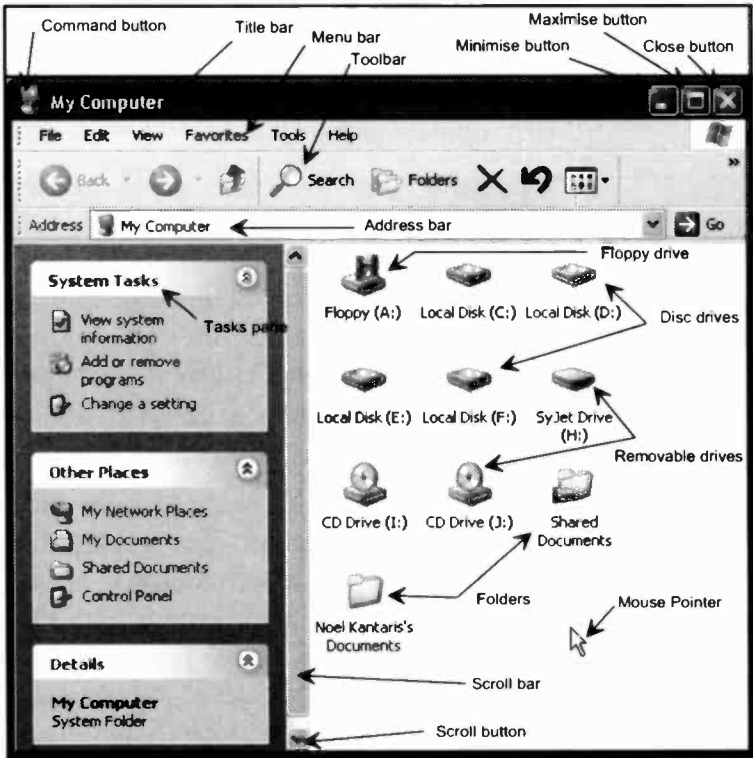 Command button
Title bar
Menu bar
Toolbar
Maximise button
Minimise button
Close button
My Computer
File Edit View Favorites Tools Help
Back Search Folders »
Address My Computer Address bar Go
System Tasks
View system
information
Add or remove
programs
Change a setting
Tasks pane
Other Places
My Network Places
My Documents
Shared Documents
Control Panel
Details
My Computer
System Folder
Floppy drive
Floppy (A:) Local Disk (C:) Local Disk (D:)
Disc drives
Local Disk (E:) Local Disk (F:) SyJet Drive
(H:)
Removable drives
CD Drive (I:) CD Drive (J:) Shared
Documents
Folders
Mouse Pointer
Noel Kantaris's
Documents
Scroll bar
Scroll button